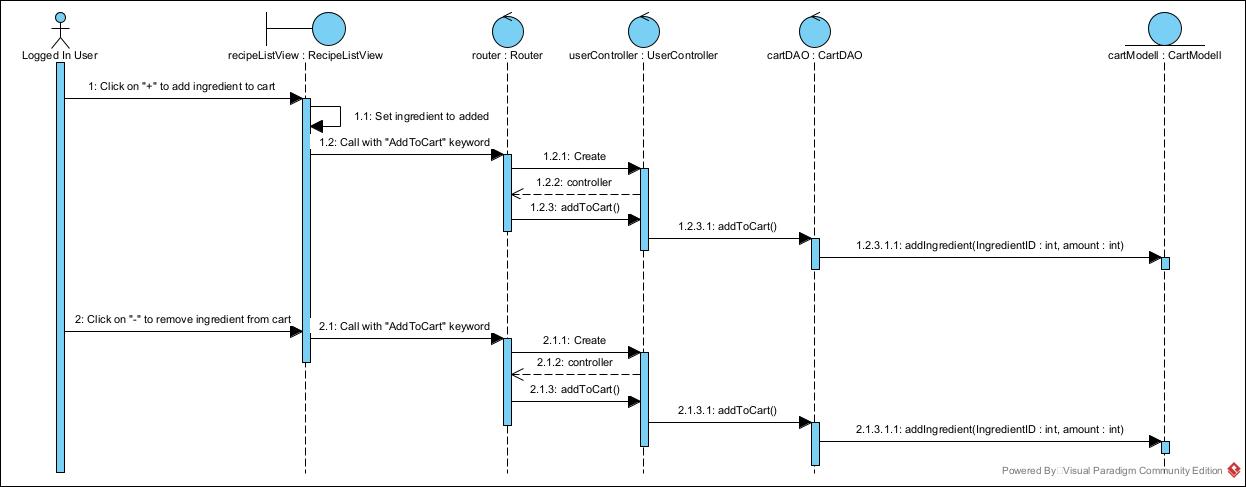 Logged In User
recipeListView : RecipeListView
router : Router
userController : UserController
cartDAO : CartDAO
cartModell : CartModell
1: Click on "+" to add ingredient to cart
1.1: Set ingredient to added
1.2: Call with "AddToCart" keyword
1.2.1: Create
1.2.2: controller
1.2.3: addToCart()
1.2.3.1: addToCart()
1.2.3.1.1: addIngredient(IngredientID : int, amount : int)
2: Click on "-" to remove ingredient from cart
2.1: Call with "AddToCart" keyword
2.1.1: Create
2.1.2: controller
2.1.3: addToCart()
2.1.3.1: addToCart()
2.1.3.1.1: addIngredient(IngredientID : int, amount : int)
Powered By Visual Paradigm Community Edition